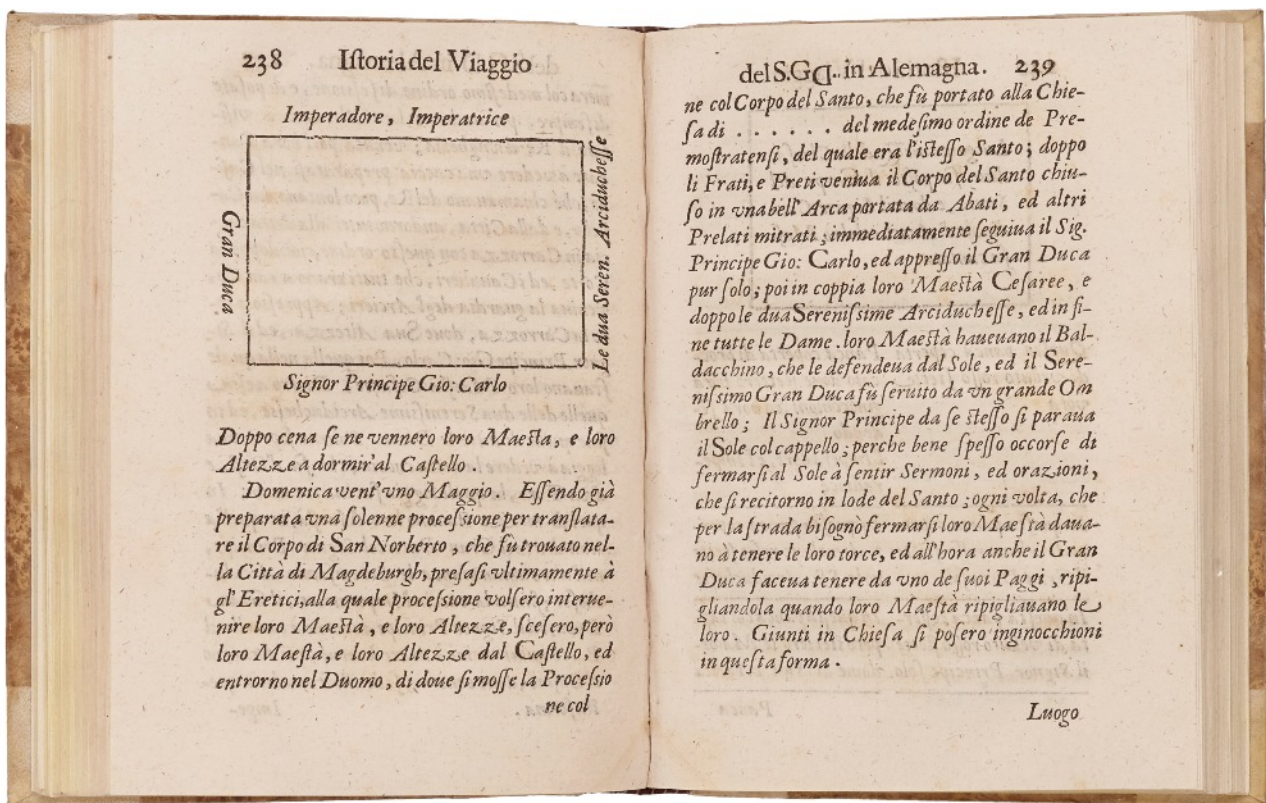 238 Iſtoria del Viaggio
Imperadore, Imperatrice
Gran Duca
Le dua Seren. Arciducheſſe
Signor Principe Gio: Carlo
Doppo cena ſe ne vennero loro Maeſta, e loro
Altezze a dormir'al Caſtello.
Domenica vent'vno Maggio. Eſſendo già
preparata vna ſolenne proceſſione per tranſlata-
re il Corpo di San Norberto, che fù trouato nel-
la Città di Magdeburgh, preſaſi vltimamente à
gl'Eretici, alla quale proceſſione volſero interue-
nire loro Maeſtà, e loro Altezze, ſceſero, però
loro Maeſtà, e loro Altezze dal Caſtello, ed
entrorno nel Duomo, di doue ſi moſſe la Proceſſio
ne col
del S.GD. in Alemagna. 239
ne col Corpo del Santo, che fù portato alla Chie-
ſa di . . . . . . del medeſimo ordine de Pre-
moſtratenſi, del quale era l'iſteſſo Santo; doppo
li Frati, e Preti veniua il Corpo del Santo chiu-
ſo in vna bell'Arca portata da Abati, ed altri
Prelati mitrati; immediatamente ſeguiua il Sig.
Principe Gio: Carlo, ed appreſſo il Gran Duca
pur ſolo; poi in coppia loro Maeſtà Ceſaree, e
doppo le dua Sereniſſime Arciducheſſe, ed in fi-
ne tutte le Dame. loro Maeſtà haueuano il Bal-
dacchino, che le defendeua dal Sole, ed il Sere-
niſſimo Gran Duca fù ſeruito da vn grande Om
brello; Il Signor Principe da ſe ſteſſo ſi paraua
il Sole col cappello; perche bene ſpeſſo occorſe di
fermarſi al Sole à ſentir Sermoni, ed orazioni,
che ſi recitorno in lode del Santo; ogni volta, che
per la ſtrada biſognò fermarſi loro Maeſtà daua-
no à tenere le loro torce, ed all'hora anche il Gran
Duca faceua tenere da vno de ſuoi Paggi, ripi-
gliandola quando loro Maeſtà ripigliauano le
loro. Giunti in Chieſa ſi poſero inginocchioni
in queſta forma.
Luogo